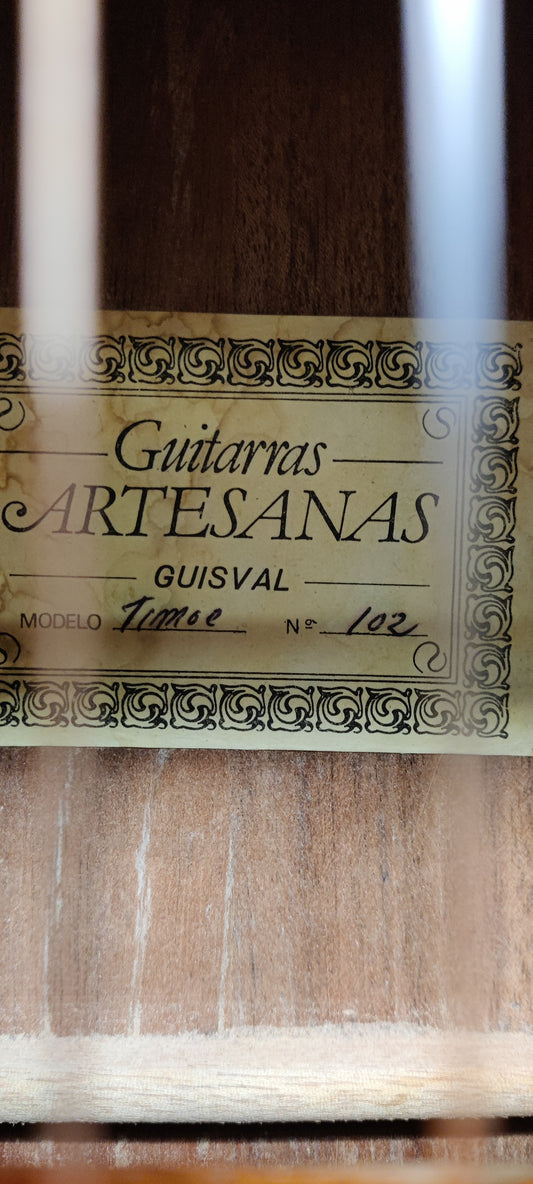 Guitarras
ARTESANAS
GUISVAL
MODELO Timoe Nº 102